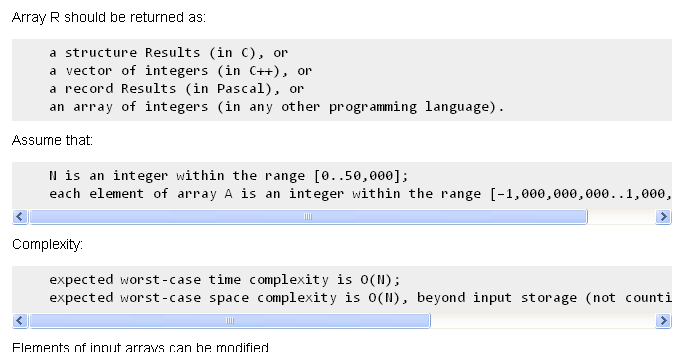 Array R should be returned as:
a structure Results (in C), or
a vector of integers (in C++), or
a record Results (in Pascal), or
an array of integers (in any other programming language).
Assume that:
N is an integer within the range [0..50,000];
each element of array A is an integer within the range [−1,000,000,000..1,000,
Complexity:
expected worst-case time complexity is O(N);
expected worst-case space complexity is O(N), beyond input storage (not counti
Elements of input arrays can be modified